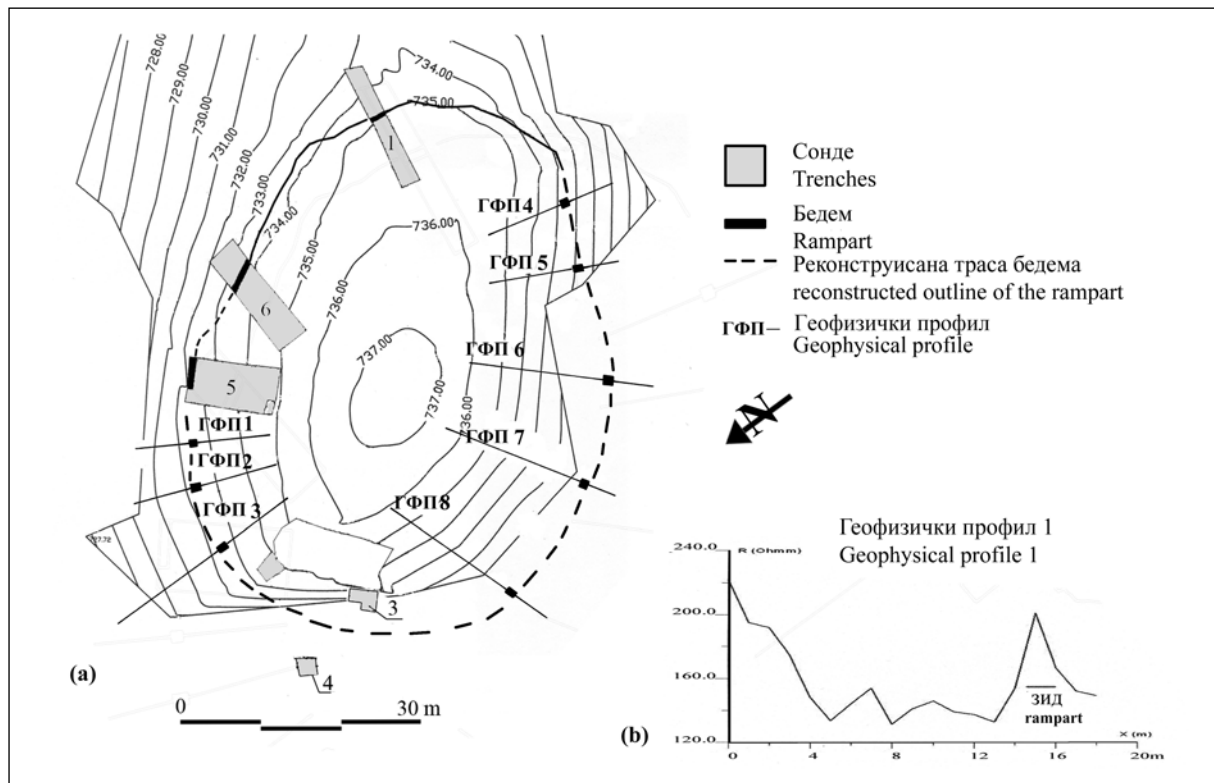 728.00
729.00
730.00
731.00
732.00
733.00
734.00
734.00
735.00
1
ГФП4
736.00
ГФП 5
735.00
6
736.00
ГФП 6
737.00
5
737.00
736.00
ГФП1
ГФП 7
ГФП2
ГФП8
ГФП 3
3
(a)
4
0 30 m
Сонде
Trenches
Бедем
Rampart
Реконструисана траса бедема
reconstructed outline of the rampart
ГФП– Геофизички профил
Geophysical profile
N
Геофизички профил 1
Geophysical profile 1
240.0 R (Ohmm)
200.0
160.0
ЗИД
rampart
(b) 120.0
X (m)
0 4 8 12 16 20m